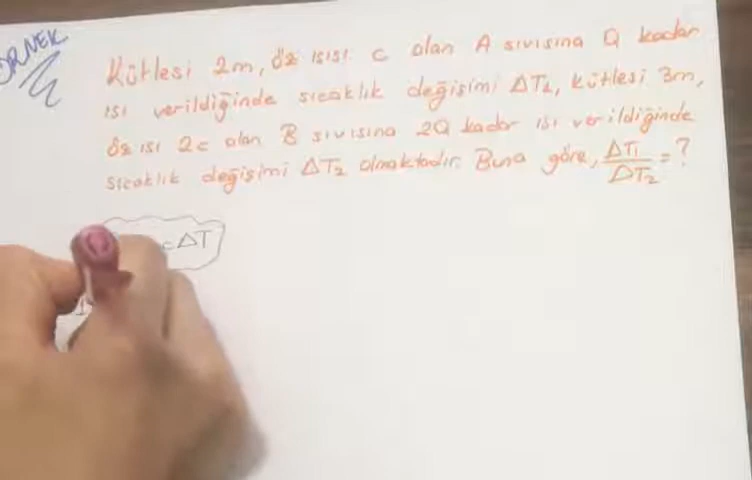 ÖRNEK
Kütlesi 2m, öz ısısı c olan A sıvısına Q kadar
ısı verildiğinde sıcaklık değişimi ΔT₁, kütlesi 3m,
öz ısı 2c olan B sıvısına 2Q kadar ısı verildiğinde
sıcaklık değişimi ΔT₂ olmaktadır. Buna göre, ΔT₁/ΔT₂ = ?
cΔT